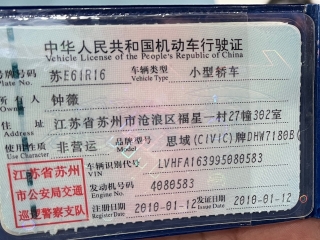 中华人民共和国机动车行驶证
Vehicle License of the People's Republic of China
号牌号码 苏E61R16 车辆类型 小型轿车
Plate No. Vehicle Type
所有人 钟薇
Owner
住址 江苏省苏州市沧浪区福星一村27幢302室
Address
使用性质 非营运 品牌型号 思域(CIVIC)牌DHW7180B(
Use Character Model
车辆识别代号 LVHFA163995080583
VIN
发动机号码 4080583
Engine No.
注册日期 2010-01-12 发证日期 2010-01-12
Register Date Issue Date
江苏省苏州
市公安局交通
巡逻警察支队